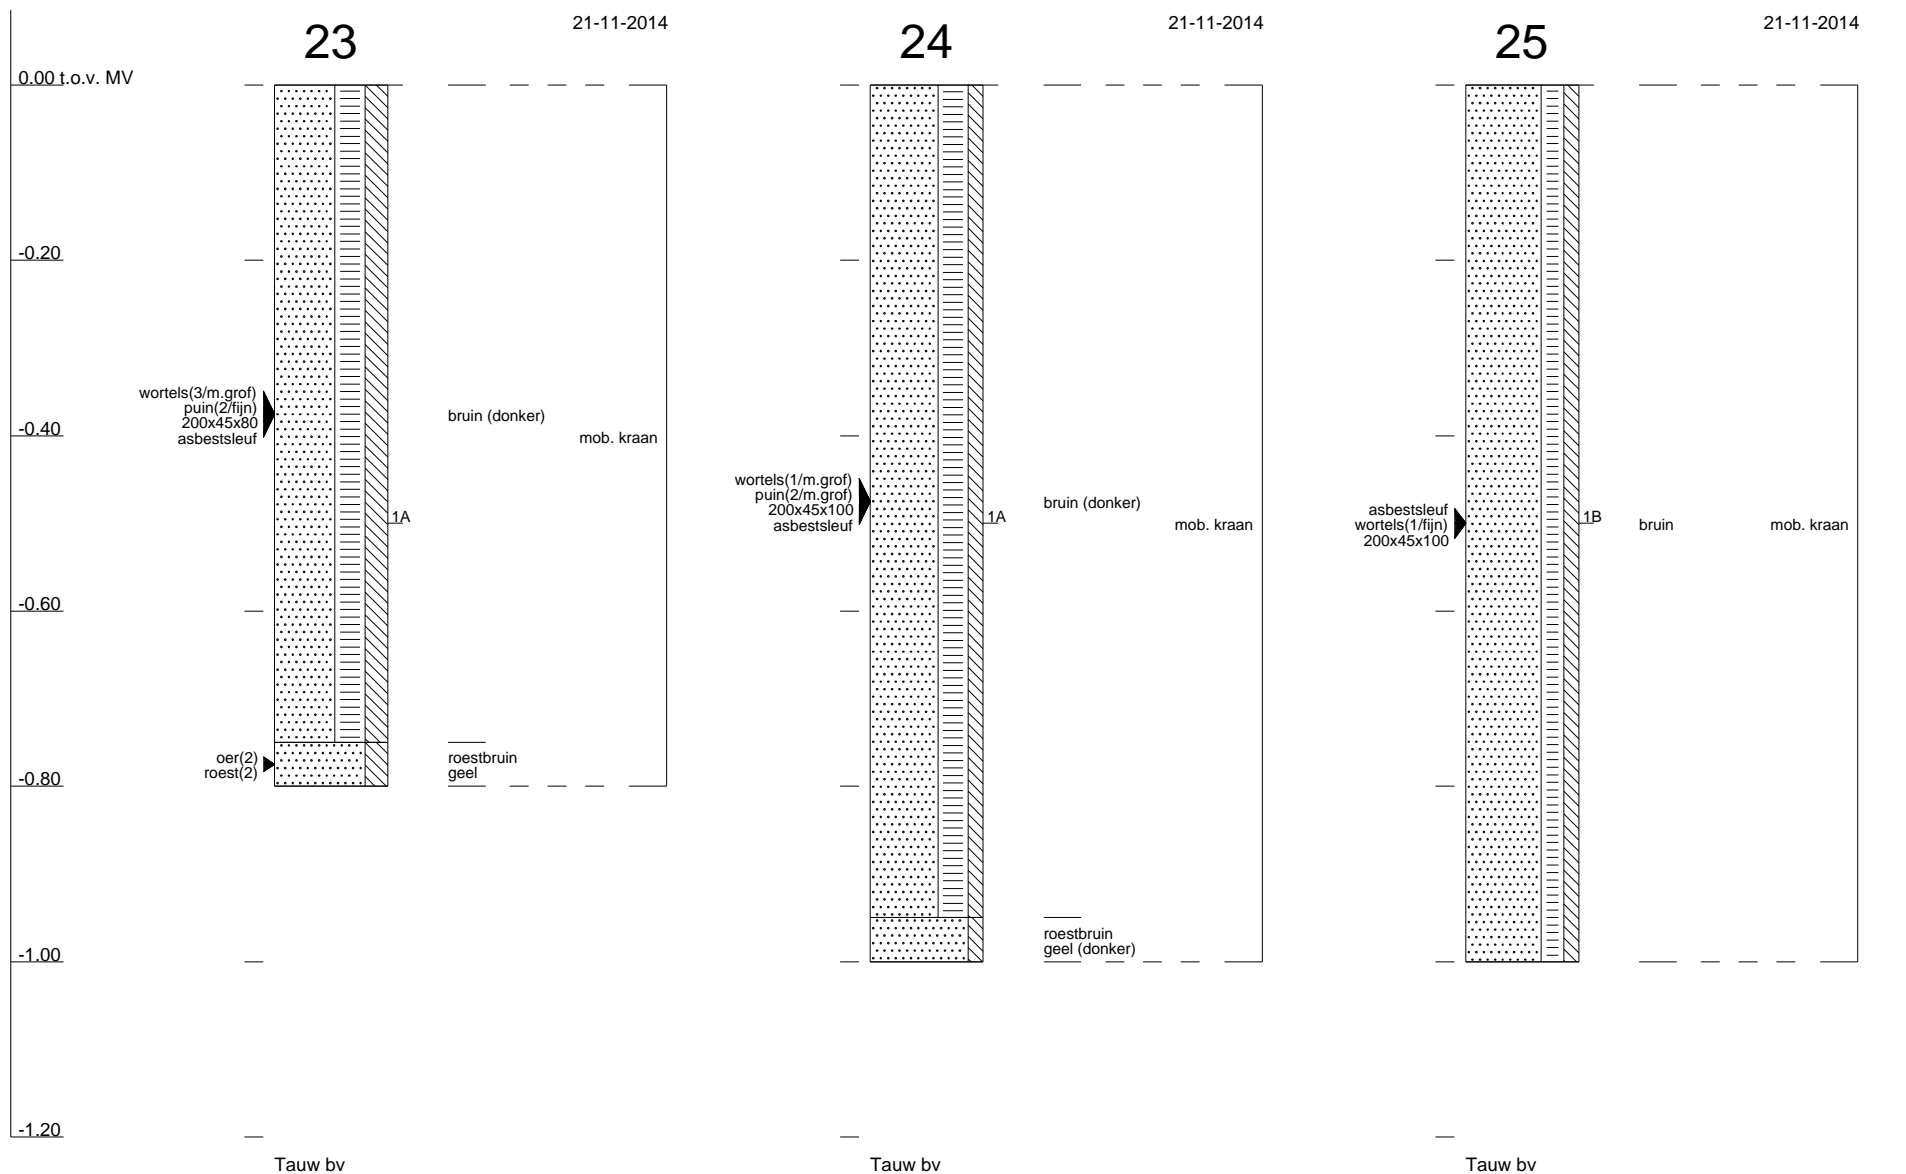 23
21-11-2014
24
21-11-2014
25
21-11-2014
0.00 t.o.v. MV
-0.20
-0.40
-0.60
-0.80
-1.00
-1.20
wortels(3/m.grof)
puin(2/fijn)
200x45x80
asbestsleuf
bruin (donker)
mob. kraan
1A
oer(2)
roest(2)
roestbruin
geel
Tauw bv
wortels(1/m.grof)
puin(2/m.grof)
200x45x100
asbestsleuf
1A
bruin (donker)
mob. kraan
roestbruin
geel (donker)
Tauw bv
asbestsleuf
wortels(1/fijn)
200x45x100
1B
bruin
mob. kraan
Tauw bv